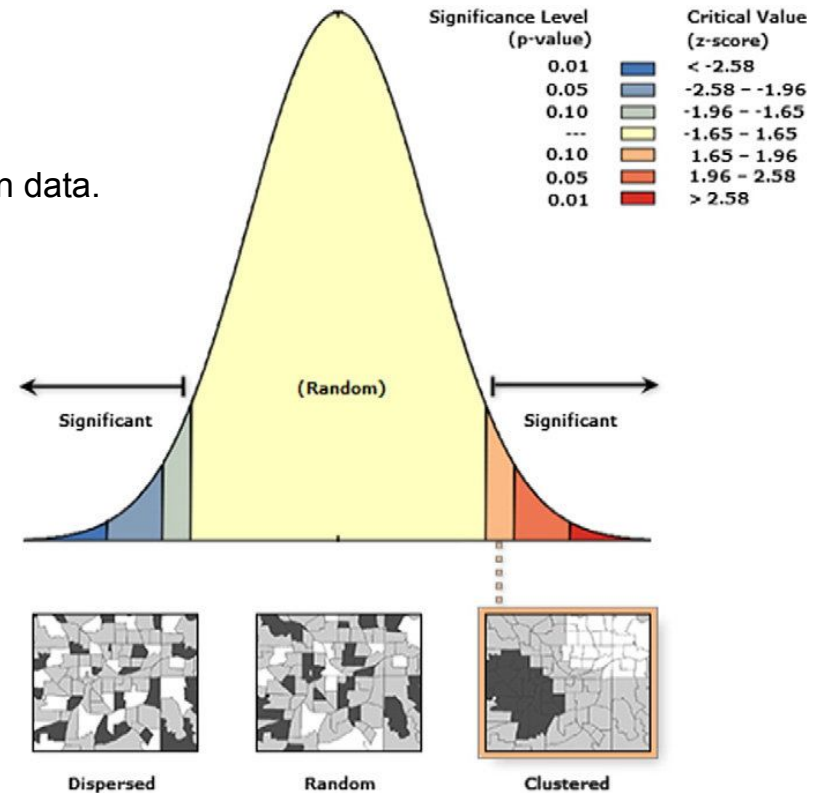 Significance Level (p-value) Critical Value (z-score)
0.01 < -2.58
0.05 -2.58 – -1.96
0.10 -1.96 – -1.65
--- -1.65 – 1.65
0.10 1.65 – 1.96
0.05 1.96 – 2.58
0.01 > 2.58
data.
(Random)
Significant
Significant
Dispersed
Random
Clustered